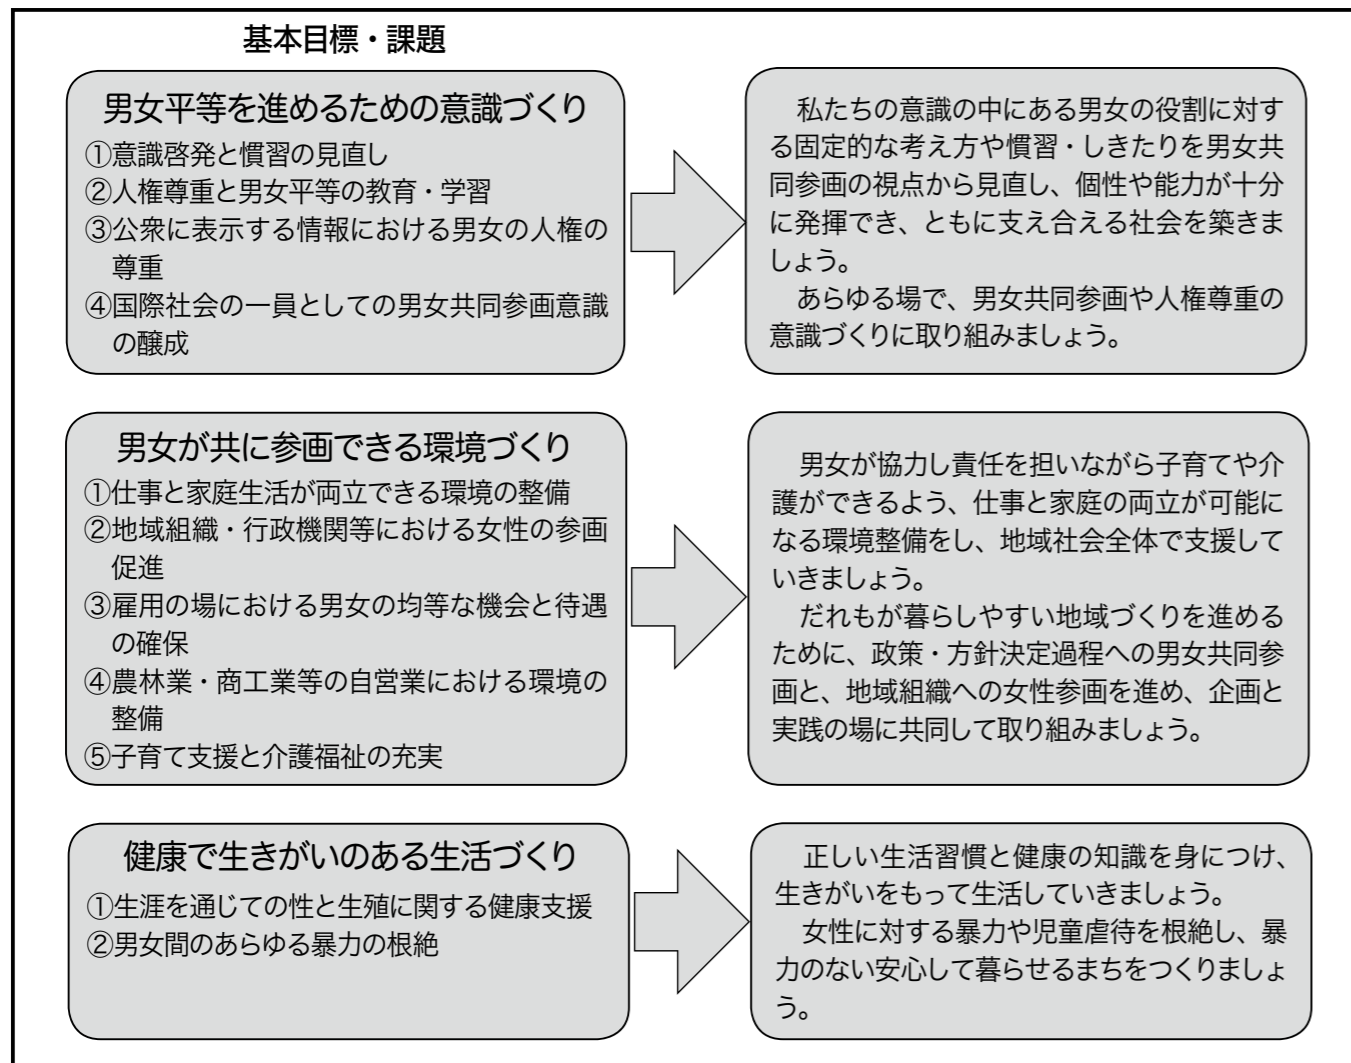 基本目標・課題
男女平等を進めるための意識づくり
①意識啓発と慣習の見直し
②人権尊重と男女平等の教育・学習
③公衆に表示する情報における男女の人権の
尊重
④国際社会の一員としての男女共同参画意識
の醸成
私たちの意識の中にある男女の役割に対す
る固定的な考え方や慣習・しきたりを男女共
同参画の視点から見直し、個性や能力が十分
に発揮でき、ともに支え合える社会を築きま
しょう。
あらゆる場で、男女共同参画や人権尊重の
意識づくりに取り組みましょう。
男女が共に参画できる環境づくり
①仕事と家庭生活が両立できる環境の整備
②地域組織・行政機関等における女性の参画
促進
③雇用の場における男女の均等な機会と待遇
の確保
④農林業・商工業等の自営業における環境の
整備
⑤子育て支援と介護福祉の充実
男女が協力し責任を担いながら子育てや介
護ができるよう、仕事と家庭の両立が可能に
なる環境整備をし、地域社会全体で支援して
いきましょう。
だれもが暮らしやすい地域づくりを進める
ために、政策・方針決定過程への男女共同参
画と、地域組織への女性参画を進め、企画と
実践の場に共同して取り組みましょう。
健康で生きがいのある生活づくり
①生涯を通じての性と生殖に関する健康支援
②男女間のあらゆる暴力の根絶
正しい生活習慣と健康の知識を身につけ、
生きがいをもって生活していきましょう。
女性に対する暴力や児童虐待を根絶し、暴
力のない安心して暮らせるまちをつくりましょ
う。